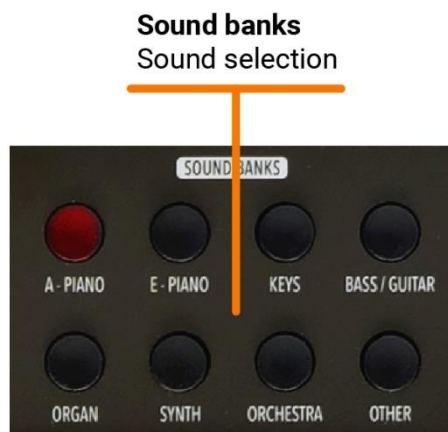 Sound banks
Sound selection
SOUND BANKS
A - PIANO
E - PIANO
KEYS
BASS / GUITAR
ORGAN
SYNTH
ORCHESTRA
OTHER